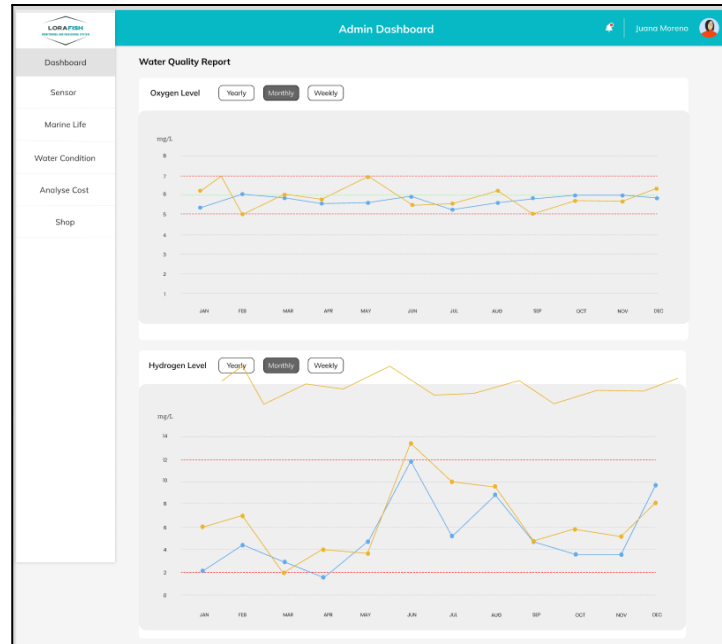 LORAFISH
Admin Dashboard
Juana Moreno
Dashboard
Sensor
Marine Life
Water Condition
Analyse Cost
Shop
Water Quality Report
Oxygen Level Yearly Monthly Weekly
mg/L
8
7
6
5
4
3
2
1
JAN FEB MAR APR MAY JUN JUL AUG SEP OCT NOV DEC
Hydrogen Level Yearly Monthly Weekly
mg/L
14
12
10
8
6
4
2
0
JAN FEB MAR APR MAY JUN JUL AUG SEP OCT NOV DEC